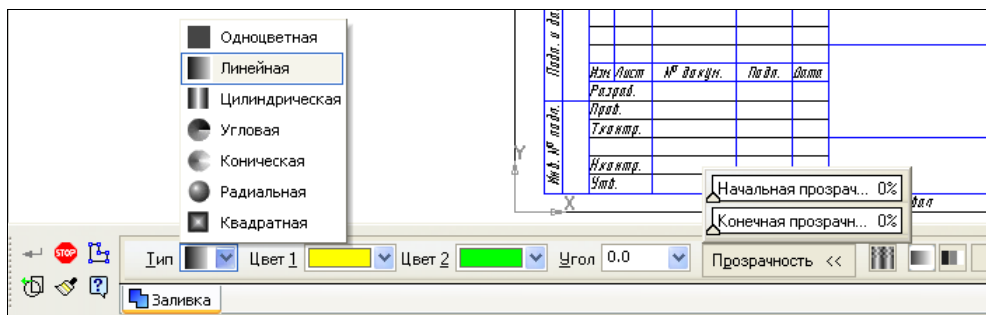 Одноцветная
Линейная
Цилиндрическая
Угловая
Коническая
Радиальная
Квадратная
Подп. и да
Изм Лист № докум. Подп. Дата
Разраб.
Пров.
Т.контр.
Н.контр.
Утв.
Инв. № подл.
Y
X
Начальная прозрач... 0%
Конечная прозрачн... 0%
STOP
Тип Цвет 1 Цвет 2 Угол 0.0 Прозрачность <<
Заливка